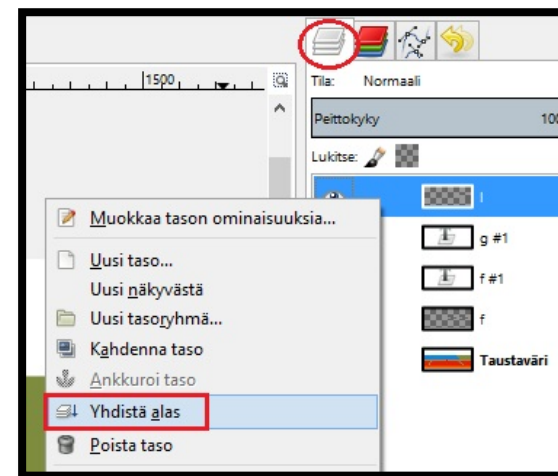 1500
Tila: Normaali
Peittokyky 100
Lukitse:
l
g #1
f #1
f
Taustaväri
Muokkaa tason ominaisuuksia...
Uusi taso...
Uusi näkyvästä
Uusi tasoryhmä...
Kahdenna taso
Ankkuroi taso
Yhdistä alas
Poista taso